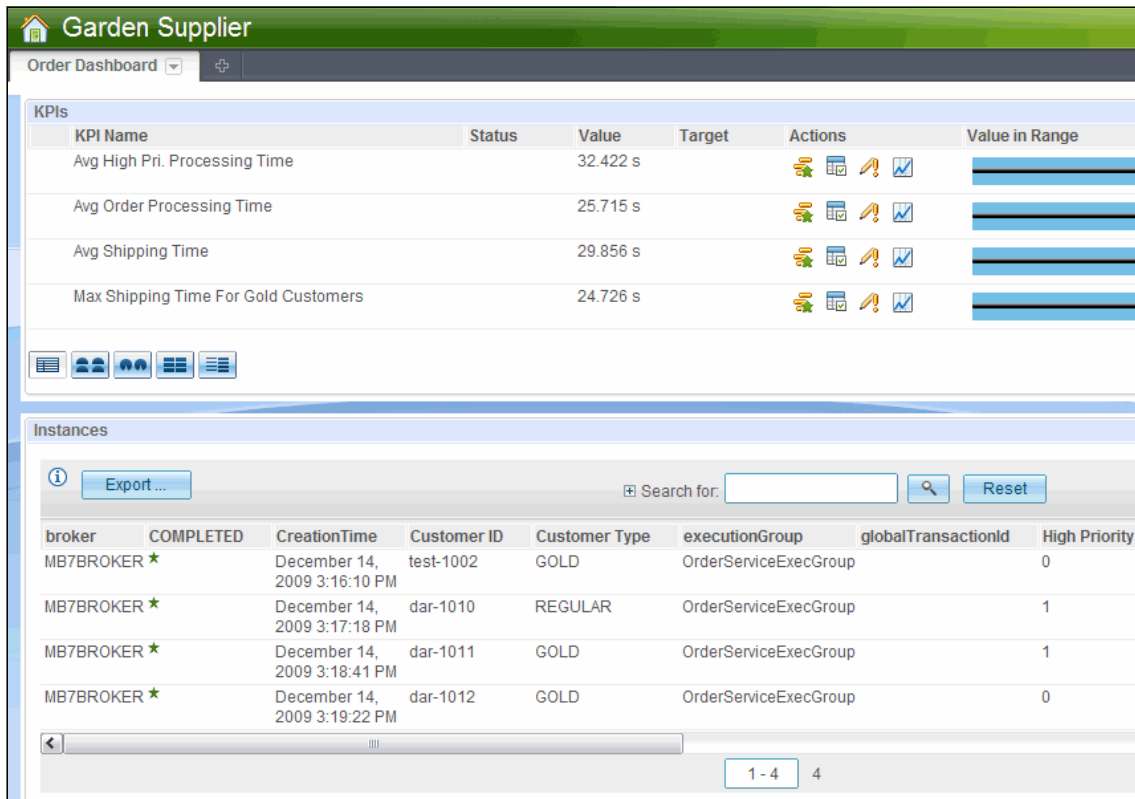 Garden Supplier
Order Dashboard
KPIs
KPI Name Status Value Target Actions Value in Range
Avg High Pri. Processing Time 32.422 s
Avg Order Processing Time 25.715 s
Avg Shipping Time 29.856 s
Max Shipping Time For Gold Customers 24.726 s
Instances
Export ... Search for: Reset
broker COMPLETED CreationTime Customer ID Customer Type executionGroup globalTransactionId High Priority
MB7BROKER December 14, test-1002 GOLD OrderServiceExecGroup 0
2009 3:16:10 PM
MB7BROKER December 14, dar-1010 REGULAR OrderServiceExecGroup 1
2009 3:17:18 PM
MB7BROKER December 14, dar-1011 GOLD OrderServiceExecGroup 1
2009 3:18:41 PM
MB7BROKER December 14, dar-1012 GOLD OrderServiceExecGroup 0
2009 3:19:22 PM
1 - 4 4